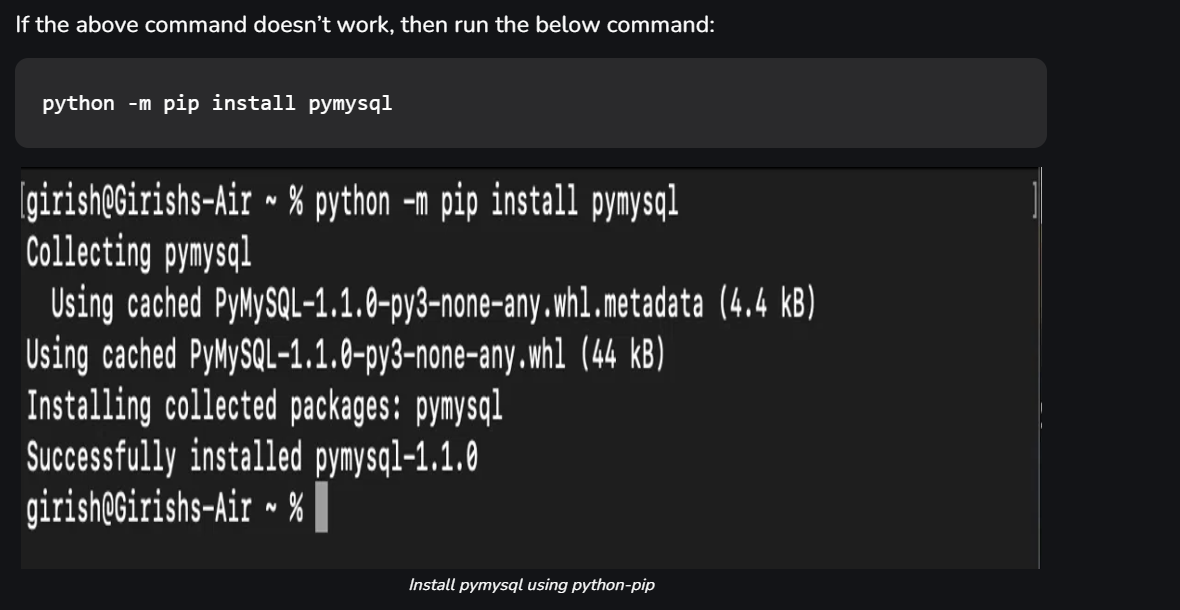 If the above command doesn’t work, then run the below command:
python -m pip install pymysql
[girish@Girishs-Air ~ % python -m pip install pymysql ]
Collecting pymysql
  Using cached PyMySQL-1.1.0-py3-none-any.whl.metadata (4.4 kB)
Using cached PyMySQL-1.1.0-py3-none-any.whl (44 kB)
Installing collected packages: pymysql
Successfully installed pymysql-1.1.0
girish@Girishs-Air ~ %
Install pymysql using python-pip